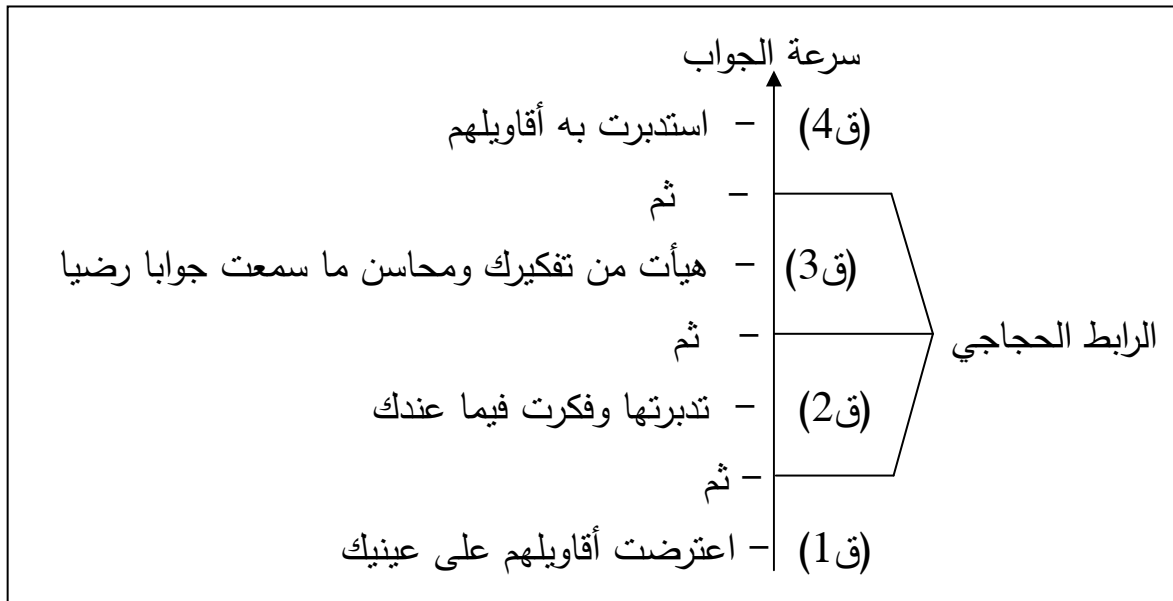 سرعة الجواب
(ق4) – استدبرت به أقاويلهم
– ثم
(ق3) – هيأت من تفكيرك ومحاسن ما سمعت جوابا رضيا
الرابط الحجاجي – ثم
(ق2) – تدبرتها وفكرت فيما عندك
– ثم
(ق1) – اعترضت أقاويلهم على عينيك